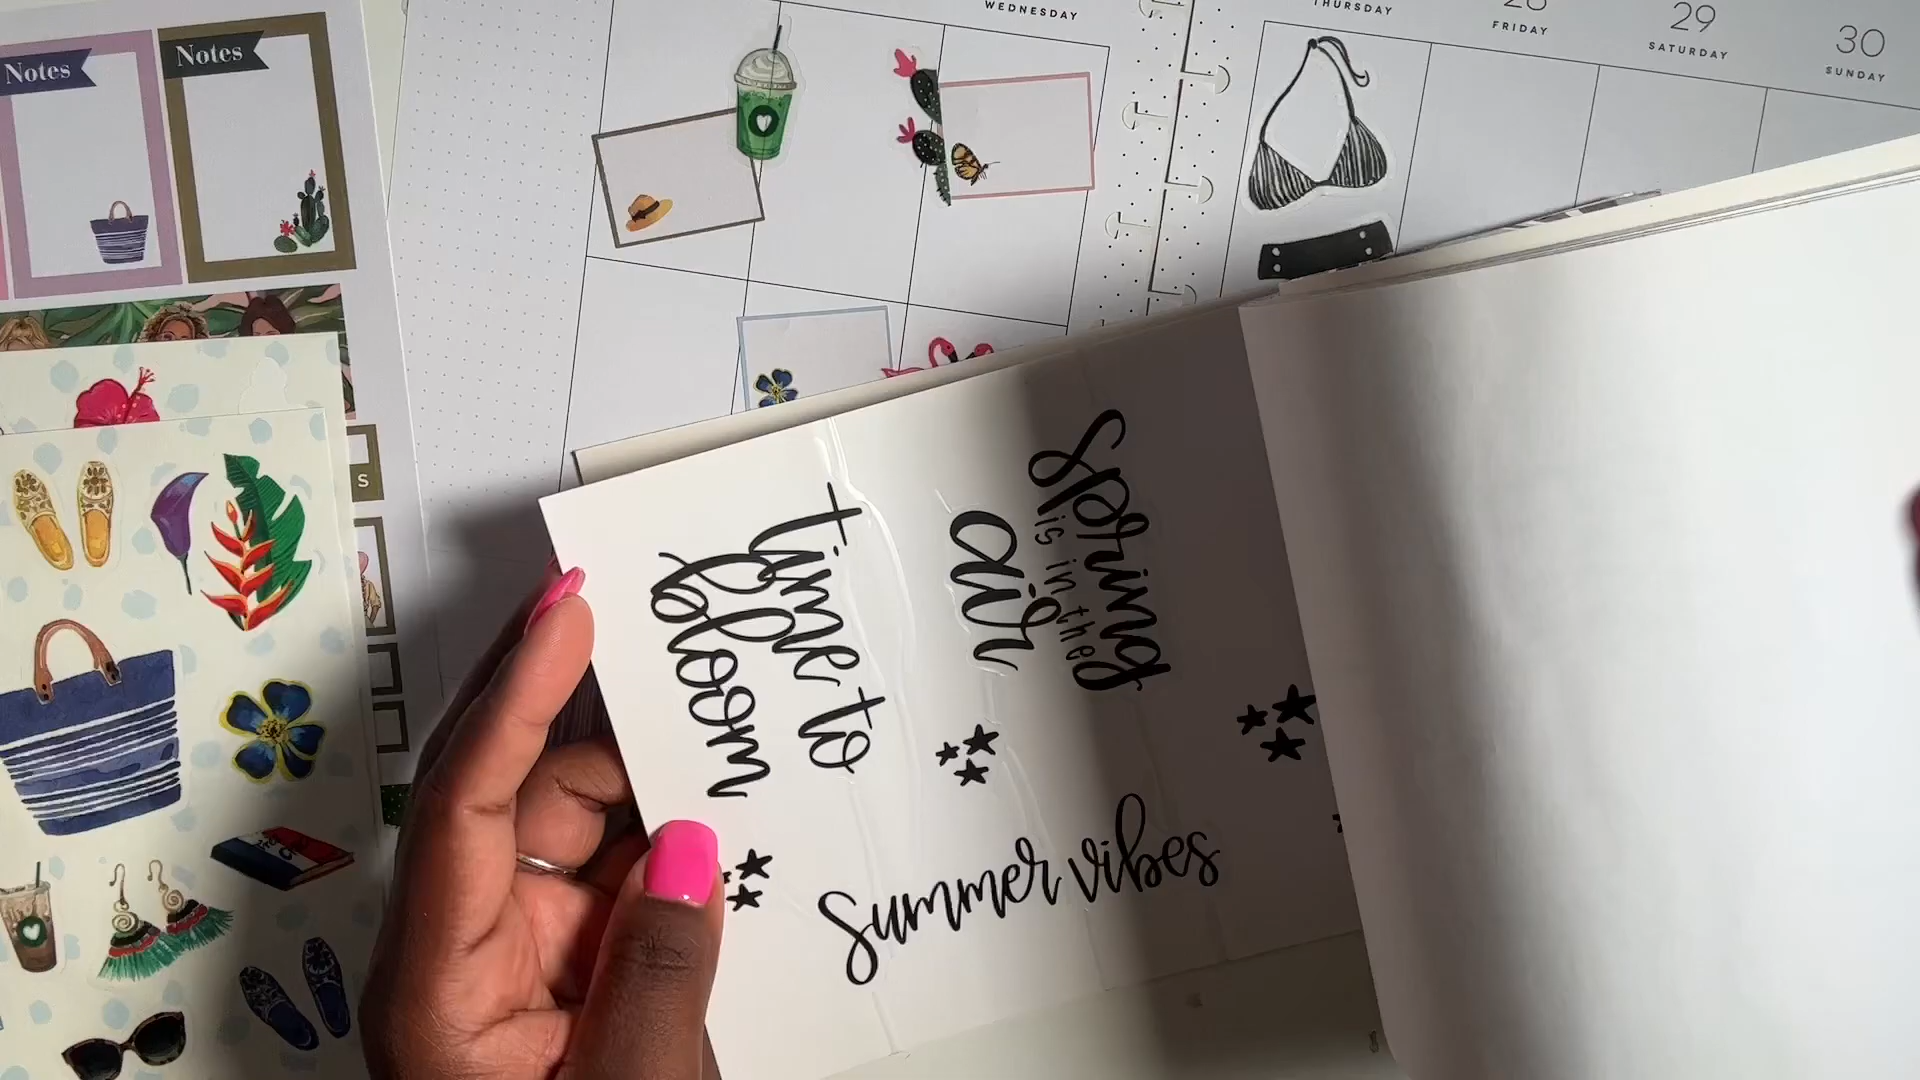 Notes
Notes
WEDNESDAY
THURSDAY
FRIDAY
29
SATURDAY
30
SUNDAY
time to
bloom
spring
is in the
air
summer vibes
S